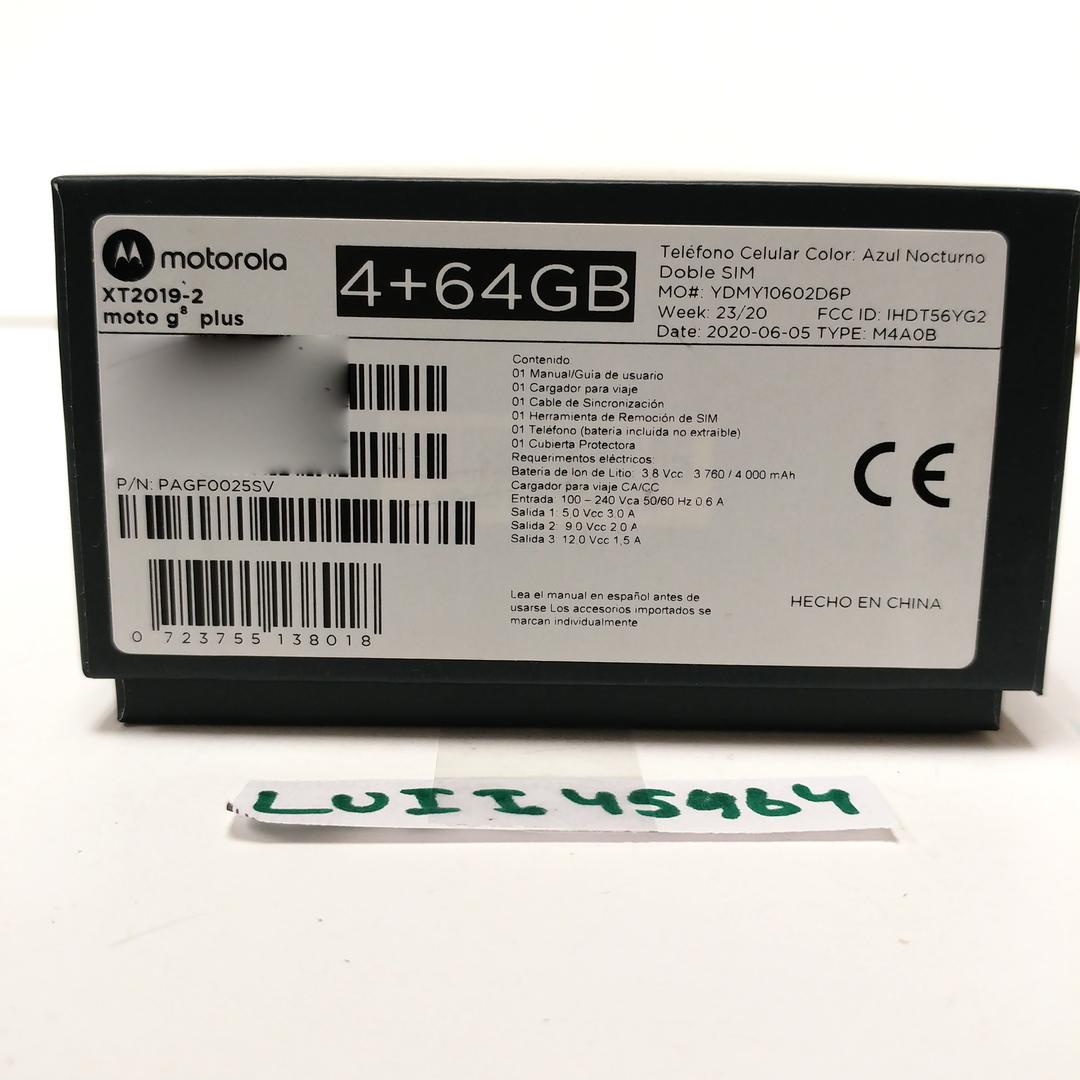 motorola
XT2019-2
moto g⁸ plus
4+64GB
Teléfono Celular Color: Azul Nocturno
Doble SIM
MO#: YDMY10602D6P
Week: 23/20 FCC ID: IHDT56YG2
Date: 2020-06-05 TYPE: M4A0B
P/N: PAGF0025SV
0 723755 138018
Contenido:
01 Manual/Guía de usuario
01 Cargador para viaje
01 Cable de Sincronización
01 Herramienta de Remoción de SIM
01 Teléfono (batería incluida no extraíble)
01 Cubierta Protectora
Requerimentos eléctricos:
Batería de Ion de Litio: 3.8 Vcc 3 760 / 4 000 mAh
Cargador para viaje CA/CC
Entrada: 100 – 240 Vca 50/60 Hz 0.6 A
Salida 1: 5.0 Vcc 3.0 A
Salida 2: 9.0 Vcc 2.0 A
Salida 3: 12.0 Vcc 1,5 A
Lea el manual en español antes de
usarse Los accesorios importados se
marcan individualmente
CE
HECHO EN CHINA
LUII45964